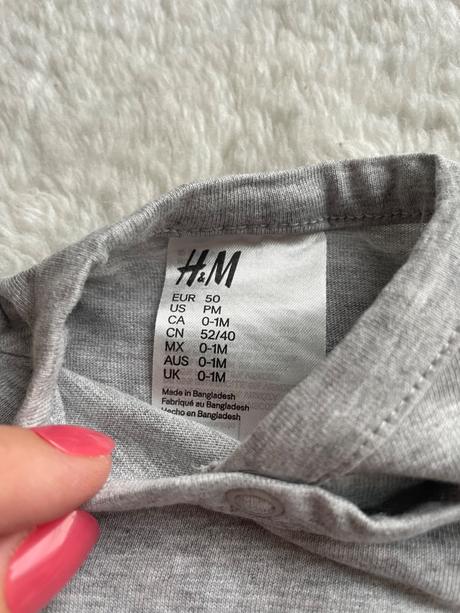 H&M
EUR 50
US PM
CA 0-1M
CN 52/40
MX 0-1M
AUS 0-1M
UK 0-1M
Made in Bangladesh
Fabriqué au Bangladesh
Hecho en Bangladesh